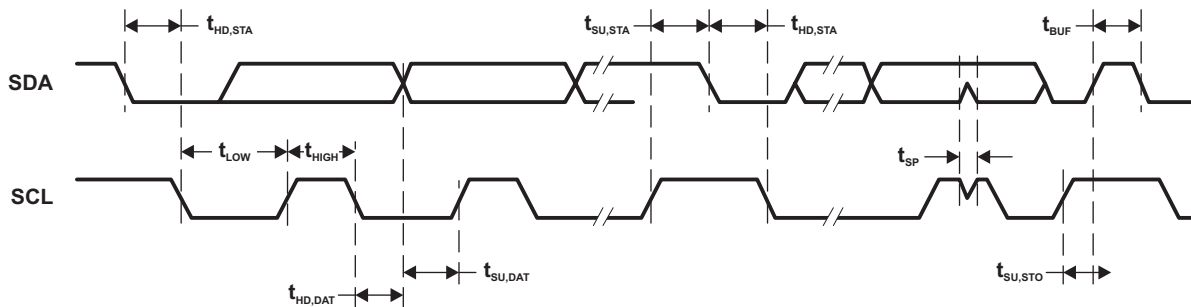 tHD,STA
tSU,STA
tHD,STA
tBUF
SDA
tLOW
tHIGH
tSP
SCL
tSU,DAT
tSU,STO
tHD,DAT